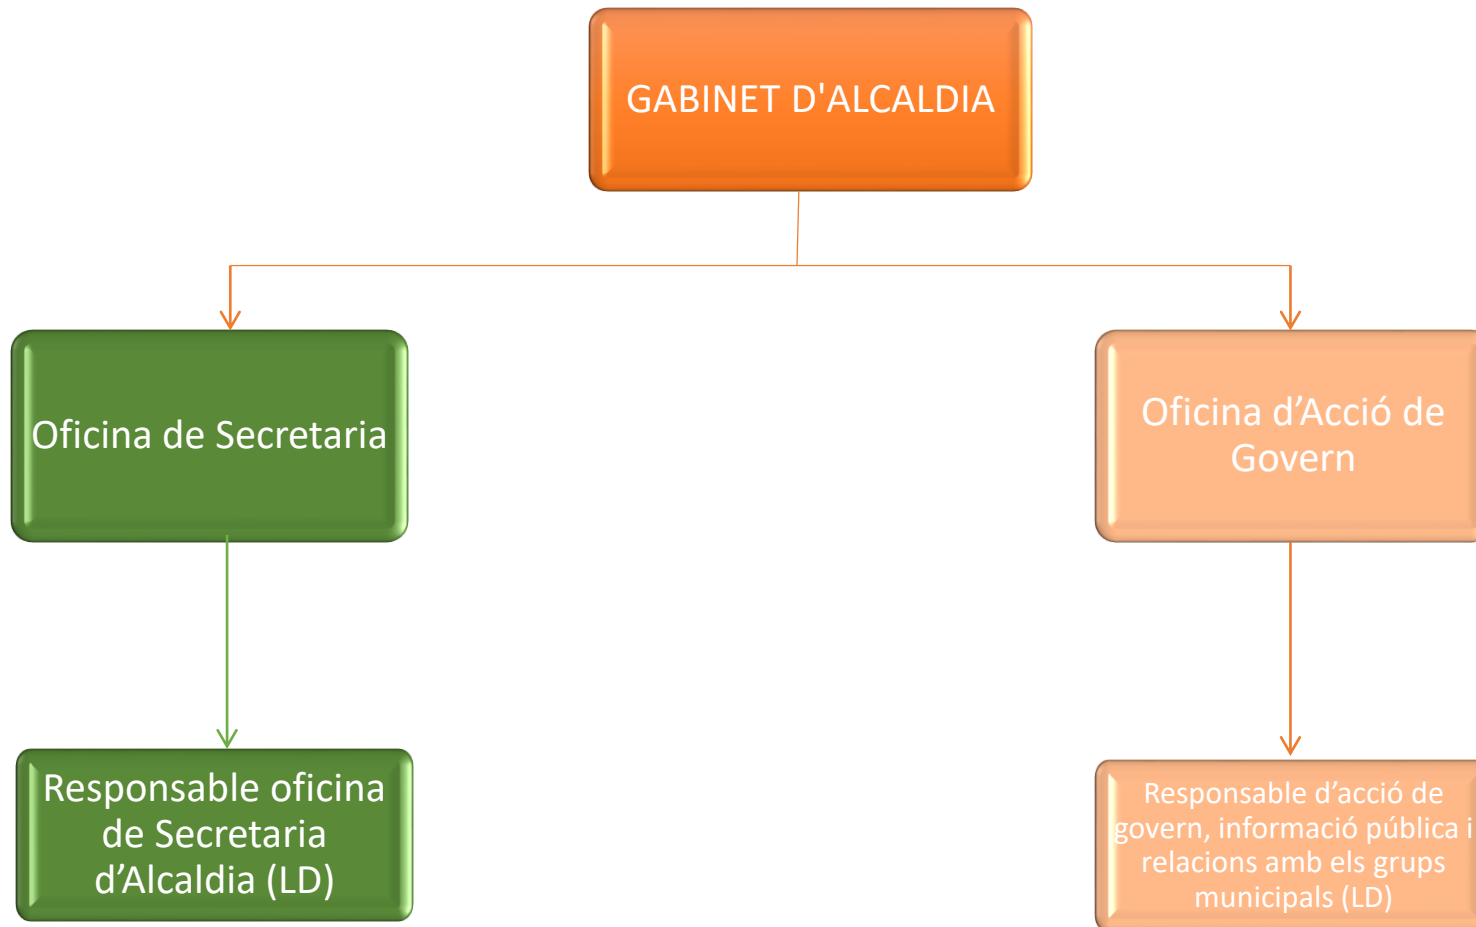 GABINET D'ALCALDIA
Oficina de Secretaria
Oficina d’Acció de
Govern
Responsable oficina
de Secretaria
d’Alcaldia (LD)
Responsable d’acció de
govern, informació pública i
relacions amb els grups
municipals (LD)